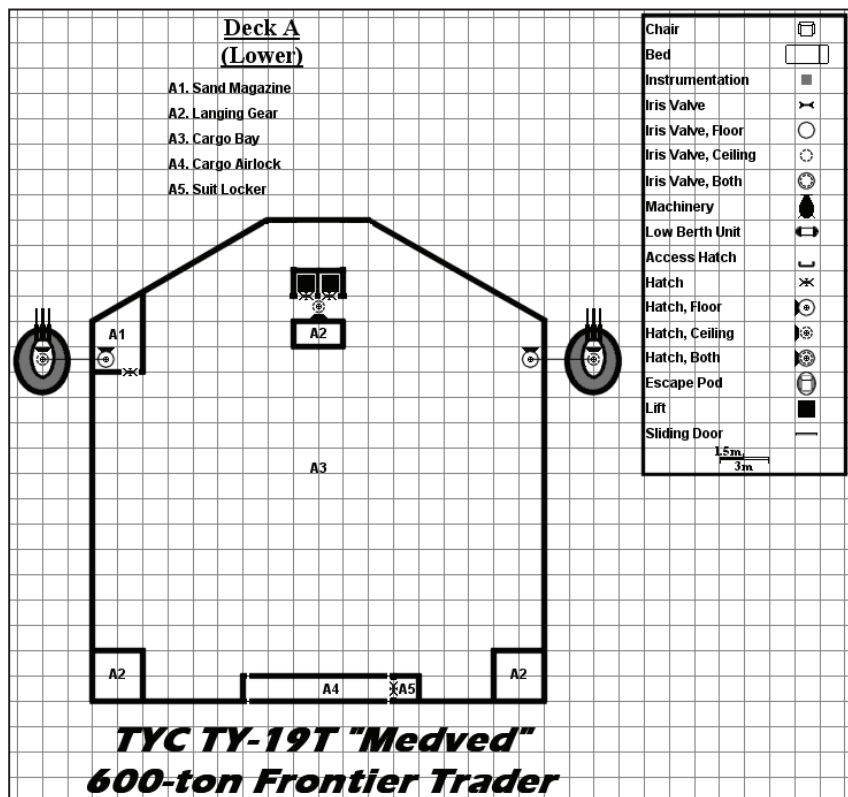 Deck A
(Lower)
A1. Sand Magazine
A2. Langing Gear
A3. Cargo Bay
A4. Cargo Airlock
A5. Suit Locker
A1
A2
A3
A2
A4
A5
A2
TYC TY-19T "Medved"
600-ton Frontier Trader
Chair
Bed
Instrumentation
Iris Valve
Iris Valve, Floor
Iris Valve, Ceiling
Iris Valve, Both
Machinery
Low Berth Unit
Access Hatch
Hatch
Hatch, Floor
Hatch, Ceiling
Hatch, Both
Escape Pod
Lift
Sliding Door
1.5m
3m